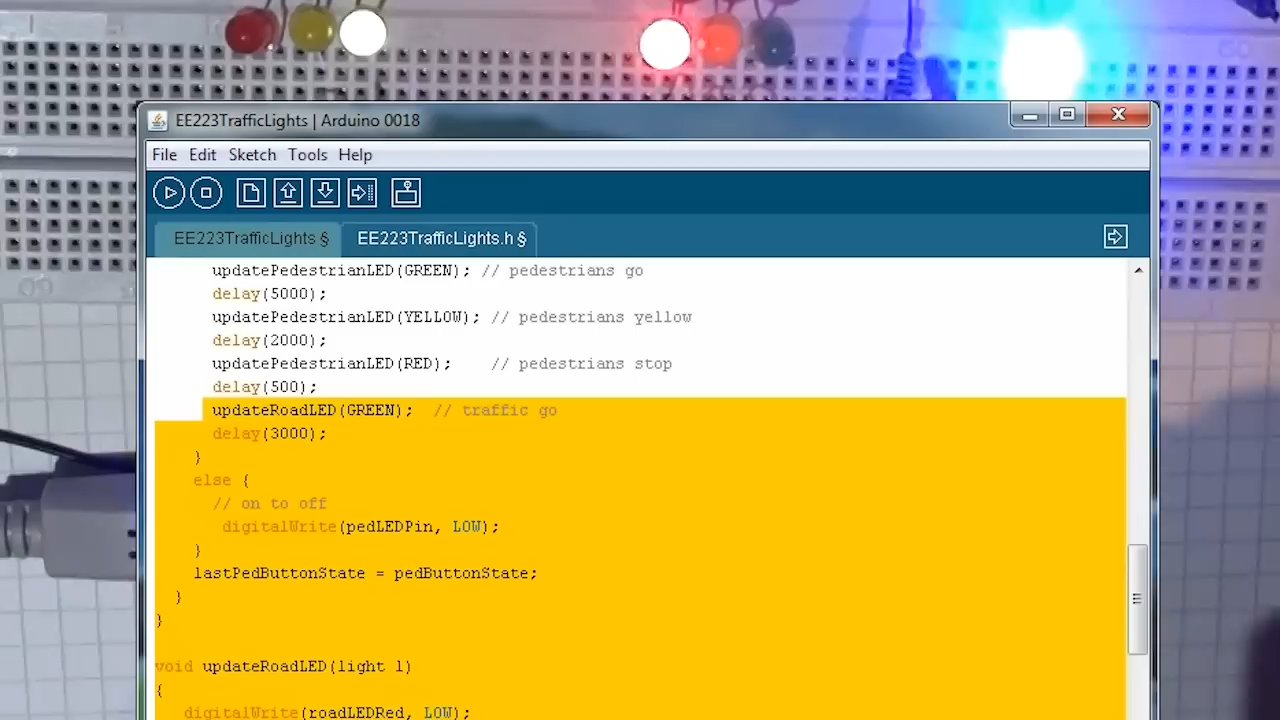 EE223TrafficLights | Arduino 0018
File Edit Sketch Tools Help
EE223TrafficLights § EE223TrafficLights.h §
updatePedestrianLED(GREEN); // pedestrians go
delay(5000);
updatePedestrianLED(YELLOW); // pedestrians yellow
delay(2000);
updatePedestrianLED(RED); // pedestrians stop
delay(500);
updateRoadLED(GREEN); // traffic go
delay(3000);
}
else {
// on to off
digitalWrite(pedLEDPin, LOW);
}
lastPedButtonState = pedButtonState;
}
}
void updateRoadLED(light l)
{
digitalWrite(roadLEDRed, LOW);